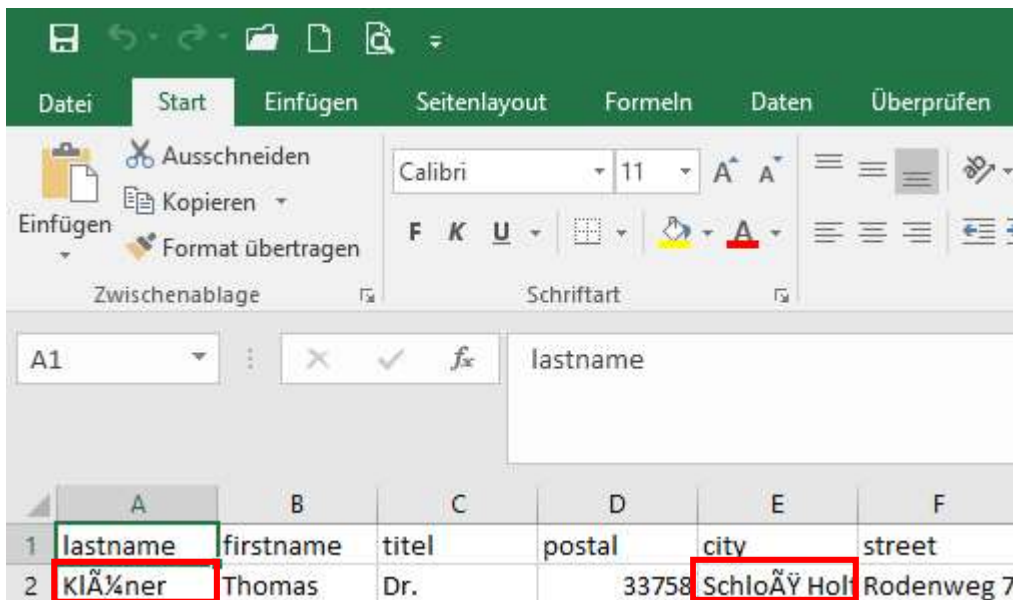 Datei Start Einfügen Seitenlayout Formeln Daten Überprüfen
Einfügen
Ausschneiden
Kopieren
Format übertragen
Zwischenablage
Calibri 11 A A
F K U A
Schriftart
A1 fx lastname
A B C D E F
1 lastname firstname titel postal city street
2 KlÃ¼ner Thomas Dr. 33758 SchloÃŸ Holt Rodenweg 7